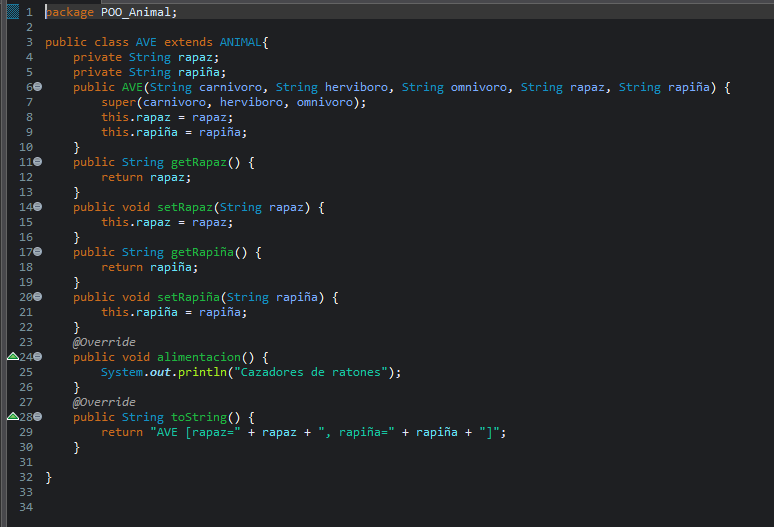 1 package POO_Animal;
2
3 public class AVE extends ANIMAL{
4     private String rapaz;
5     private String rapiña;
6     public AVE(String carnivoro, String herviboro, String omnivoro, String rapaz, String rapiña) {
7         super(carnivoro, herviboro, omnivoro);
8         this.rapaz = rapaz;
9         this.rapiña = rapiña;
10     }
11     public String getRapaz() {
12         return rapaz;
13     }
14     public void setRapaz(String rapaz) {
15         this.rapaz = rapaz;
16     }
17     public String getRapiña() {
18         return rapiña;
19     }
20     public void setRapiña(String rapiña) {
21         this.rapiña = rapiña;
22     }
23     @Override
24     public void alimentacion() {
25         System.out.println("Cazadores de ratones");
26     }
27     @Override
28     public String toString() {
29         return "AVE [rapaz=" + rapaz + ", rapiña=" + rapiña + "]";
30     }
31
32 }
33
34